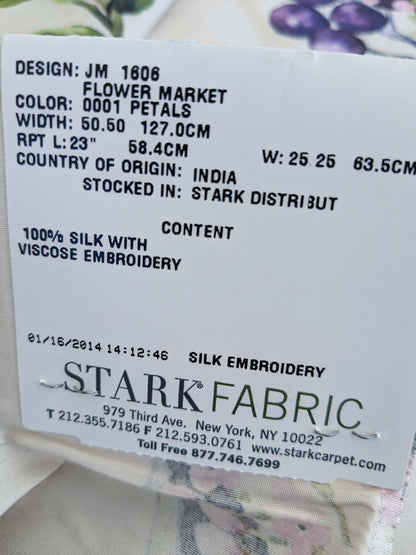 DESIGN: JM 1606
FLOWER MARKET
COLOR: 0001 PETALS
WIDTH: 50.50 127.0CM
RPT L: 23" 58.4CM W: 25.25 63.5CM
COUNTRY OF ORIGIN: INDIA
STOCKED IN: STARK DISTRIBUT
CONTENT
100% SILK WITH
VISCOSE EMBROIDERY
01/16/2014 14:12:46 SILK EMBROIDERY
STARK® FABRIC
979 Third Ave. New York, NY 10022
T 212.355.7186 F 212.593.0761 www.starkcarpet.com
Toll Free 877.746.7699